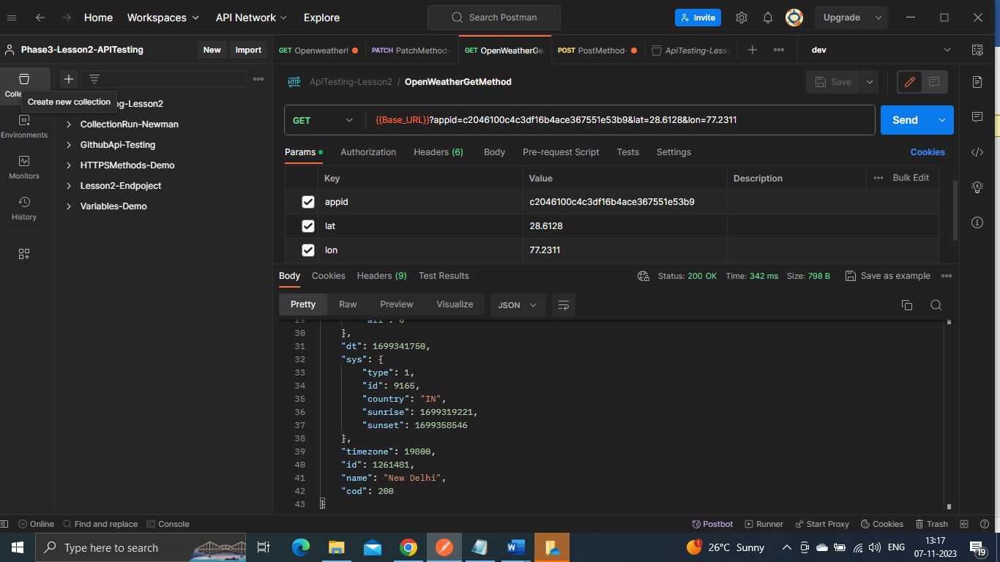 Home Workspaces API Network Explore Search Postman Invite Upgrade
Phase3-Lesson2-APITesting New Import
GET Openweather PATCH PatchMethod- GET OpenWeatherGe POST PostMethod- ApiTesting-Lesso dev
ApiTesting-Lesson2 / OpenWeatherGetMethod Save
Colle
Create new collection
ng-Lesson2
CollectionRun-Newman
GithubApi-Testing
HTTPSMethods-Demo
Lesson2-Endpoject
Variables-Demo
Environments
Monitors
History
GET {{Base_URL}}?appid=c2046100c4c3df16b4ace367551e53b9&lat=28.6128&lon=77.2311 Send
Params Authorization Headers (6) Body Pre-request Script Tests Settings Cookies
Key Value Description Bulk Edit
appid c2046100c4c3df16b4ace367551e53b9
lat 28.6128
lon 77.2311
Body Cookies Headers (9) Test Results Status: 200 OK Time: 342 ms Size: 798 B Save as example
Pretty Raw Preview Visualize JSON
29 "all": 0
30 },
31 "dt": 1699341750,
32 "sys": {
33 "type": 1,
34 "id": 9165,
35 "country": "IN",
36 "sunrise": 1699319221,
37 "sunset": 1699358546
38 },
39 "timezone": 19800,
40 "id": 1261481,
41 "name": "New Delhi",
42 "cod": 200
43 }
Online Find and replace Console Postbot Runner Start Proxy Cookies Trash
Type here to search 1 26°C Sunny ENG 13:17
07-11-2023 19